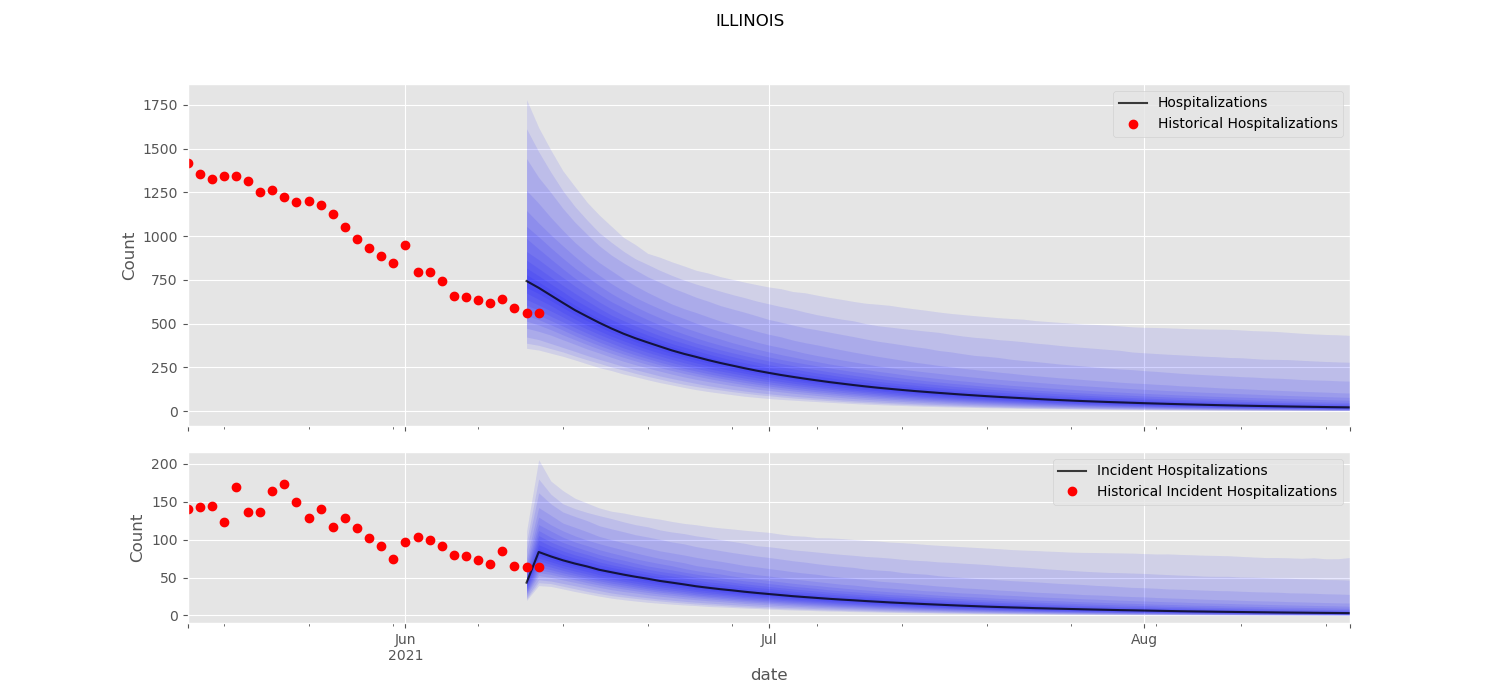 ILLINOIS
1750
1500
1250
1000
750
500
250
0
Count
Hospitalizations
Historical Hospitalizations
200
150
100
50
0
Count
Incident Hospitalizations
Historical Incident Hospitalizations
Jun
2021
Jul
Aug
date